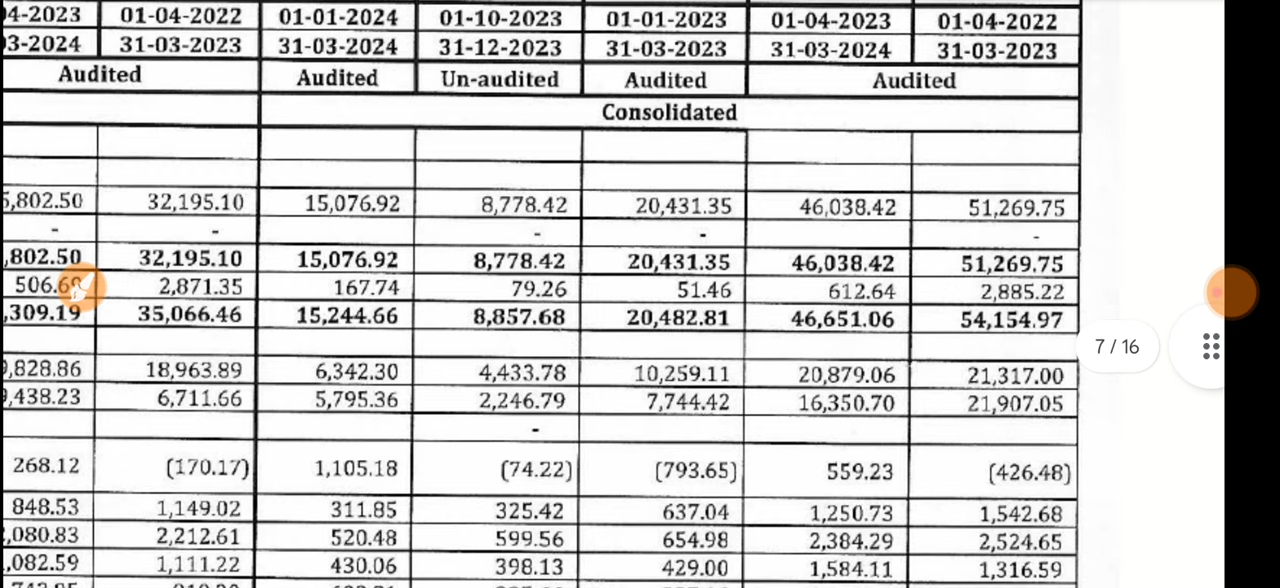 4-2023 01-04-2022 01-01-2024 01-10-2023 01-01-2023 01-04-2023 01-04-2022
3-2024 31-03-2023 31-03-2024 31-12-2023 31-03-2023 31-03-2024 31-03-2023
Audited Audited Un-audited Audited Audited
Consolidated
5,802.50 32,195.10 15,076.92 8,778.42 20,431.35 46,038.42 51,269.75
- - - - -
,802.50 32,195.10 15,076.92 8,778.42 20,431.35 46,038.42 51,269.75
506.6 2,871.35 167.74 79.26 51.46 612.64 2,885.22
,309.19 35,066.46 15,244.66 8,857.68 20,482.81 46,651.06 54,154.97
7 / 16
,828.86 18,963.89 6,342.30 4,433.78 10,259.11 20,879.06 21,317.00
,438.23 6,711.66 5,795.36 2,246.79 7,744.42 16,350.70 21,907.05
-
268.12 (170.17) 1,105.18 (74.22) (793.65) 559.23 (426.48)
848.53 1,149.02 311.85 325.42 637.04 1,250.73 1,542.68
,080.83 2,212.61 520.48 599.56 654.98 2,384.29 2,524.65
,082.59 1,111.22 430.06 398.13 429.00 1,584.11 1,316.59